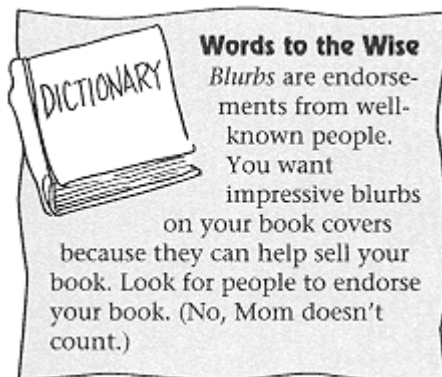 Words to the Wise
DICTIONARY
Blurbs are endorse-
ments from well-
known people.
You want
impressive blurbs
on your book covers
because they can help sell your
book. Look for people to endorse
your book. (No, Mom doesn't
count.)